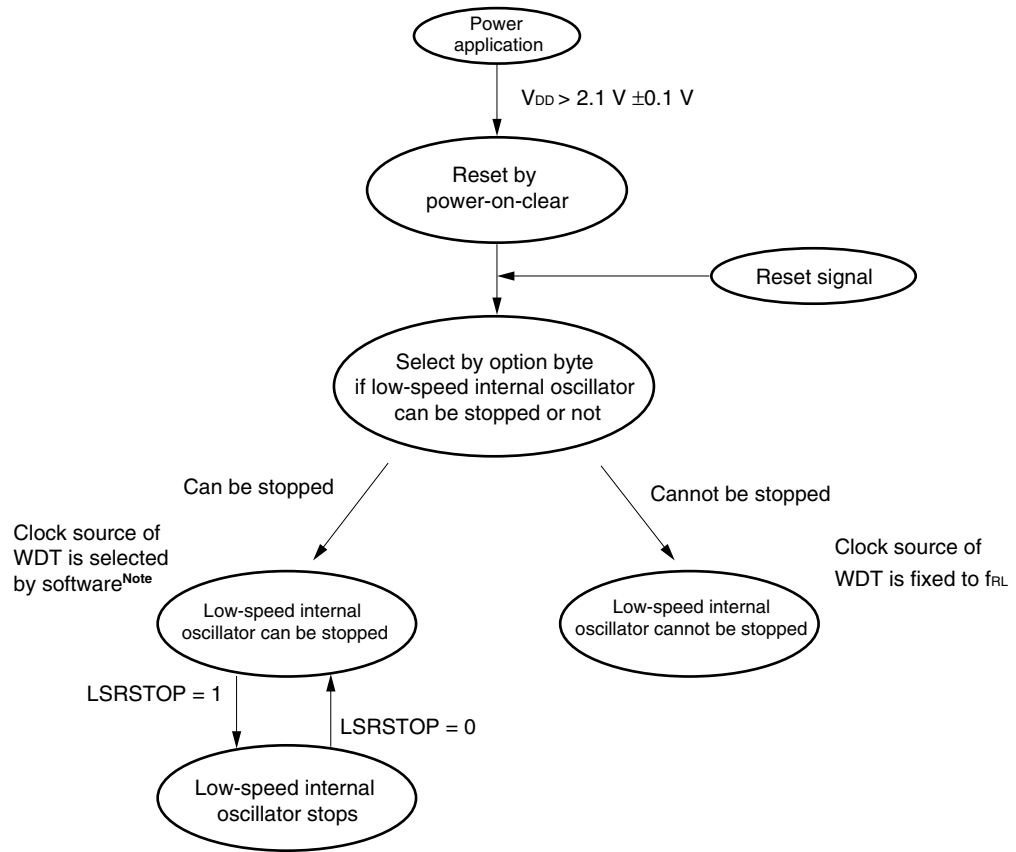 Power
application
VDD > 2.1 V ±0.1 V
Reset by
power-on-clear
Reset signal
Select by option byte
if low-speed internal oscillator
can be stopped or not
Can be stopped
Cannot be stopped
Clock source of
WDT is selected
by softwareNote
Clock source of
WDT is fixed to fRL
Low-speed internal
oscillator can be stopped
Low-speed internal
oscillator cannot be stopped
LSRSTOP = 1
LSRSTOP = 0
Low-speed internal
oscillator stops